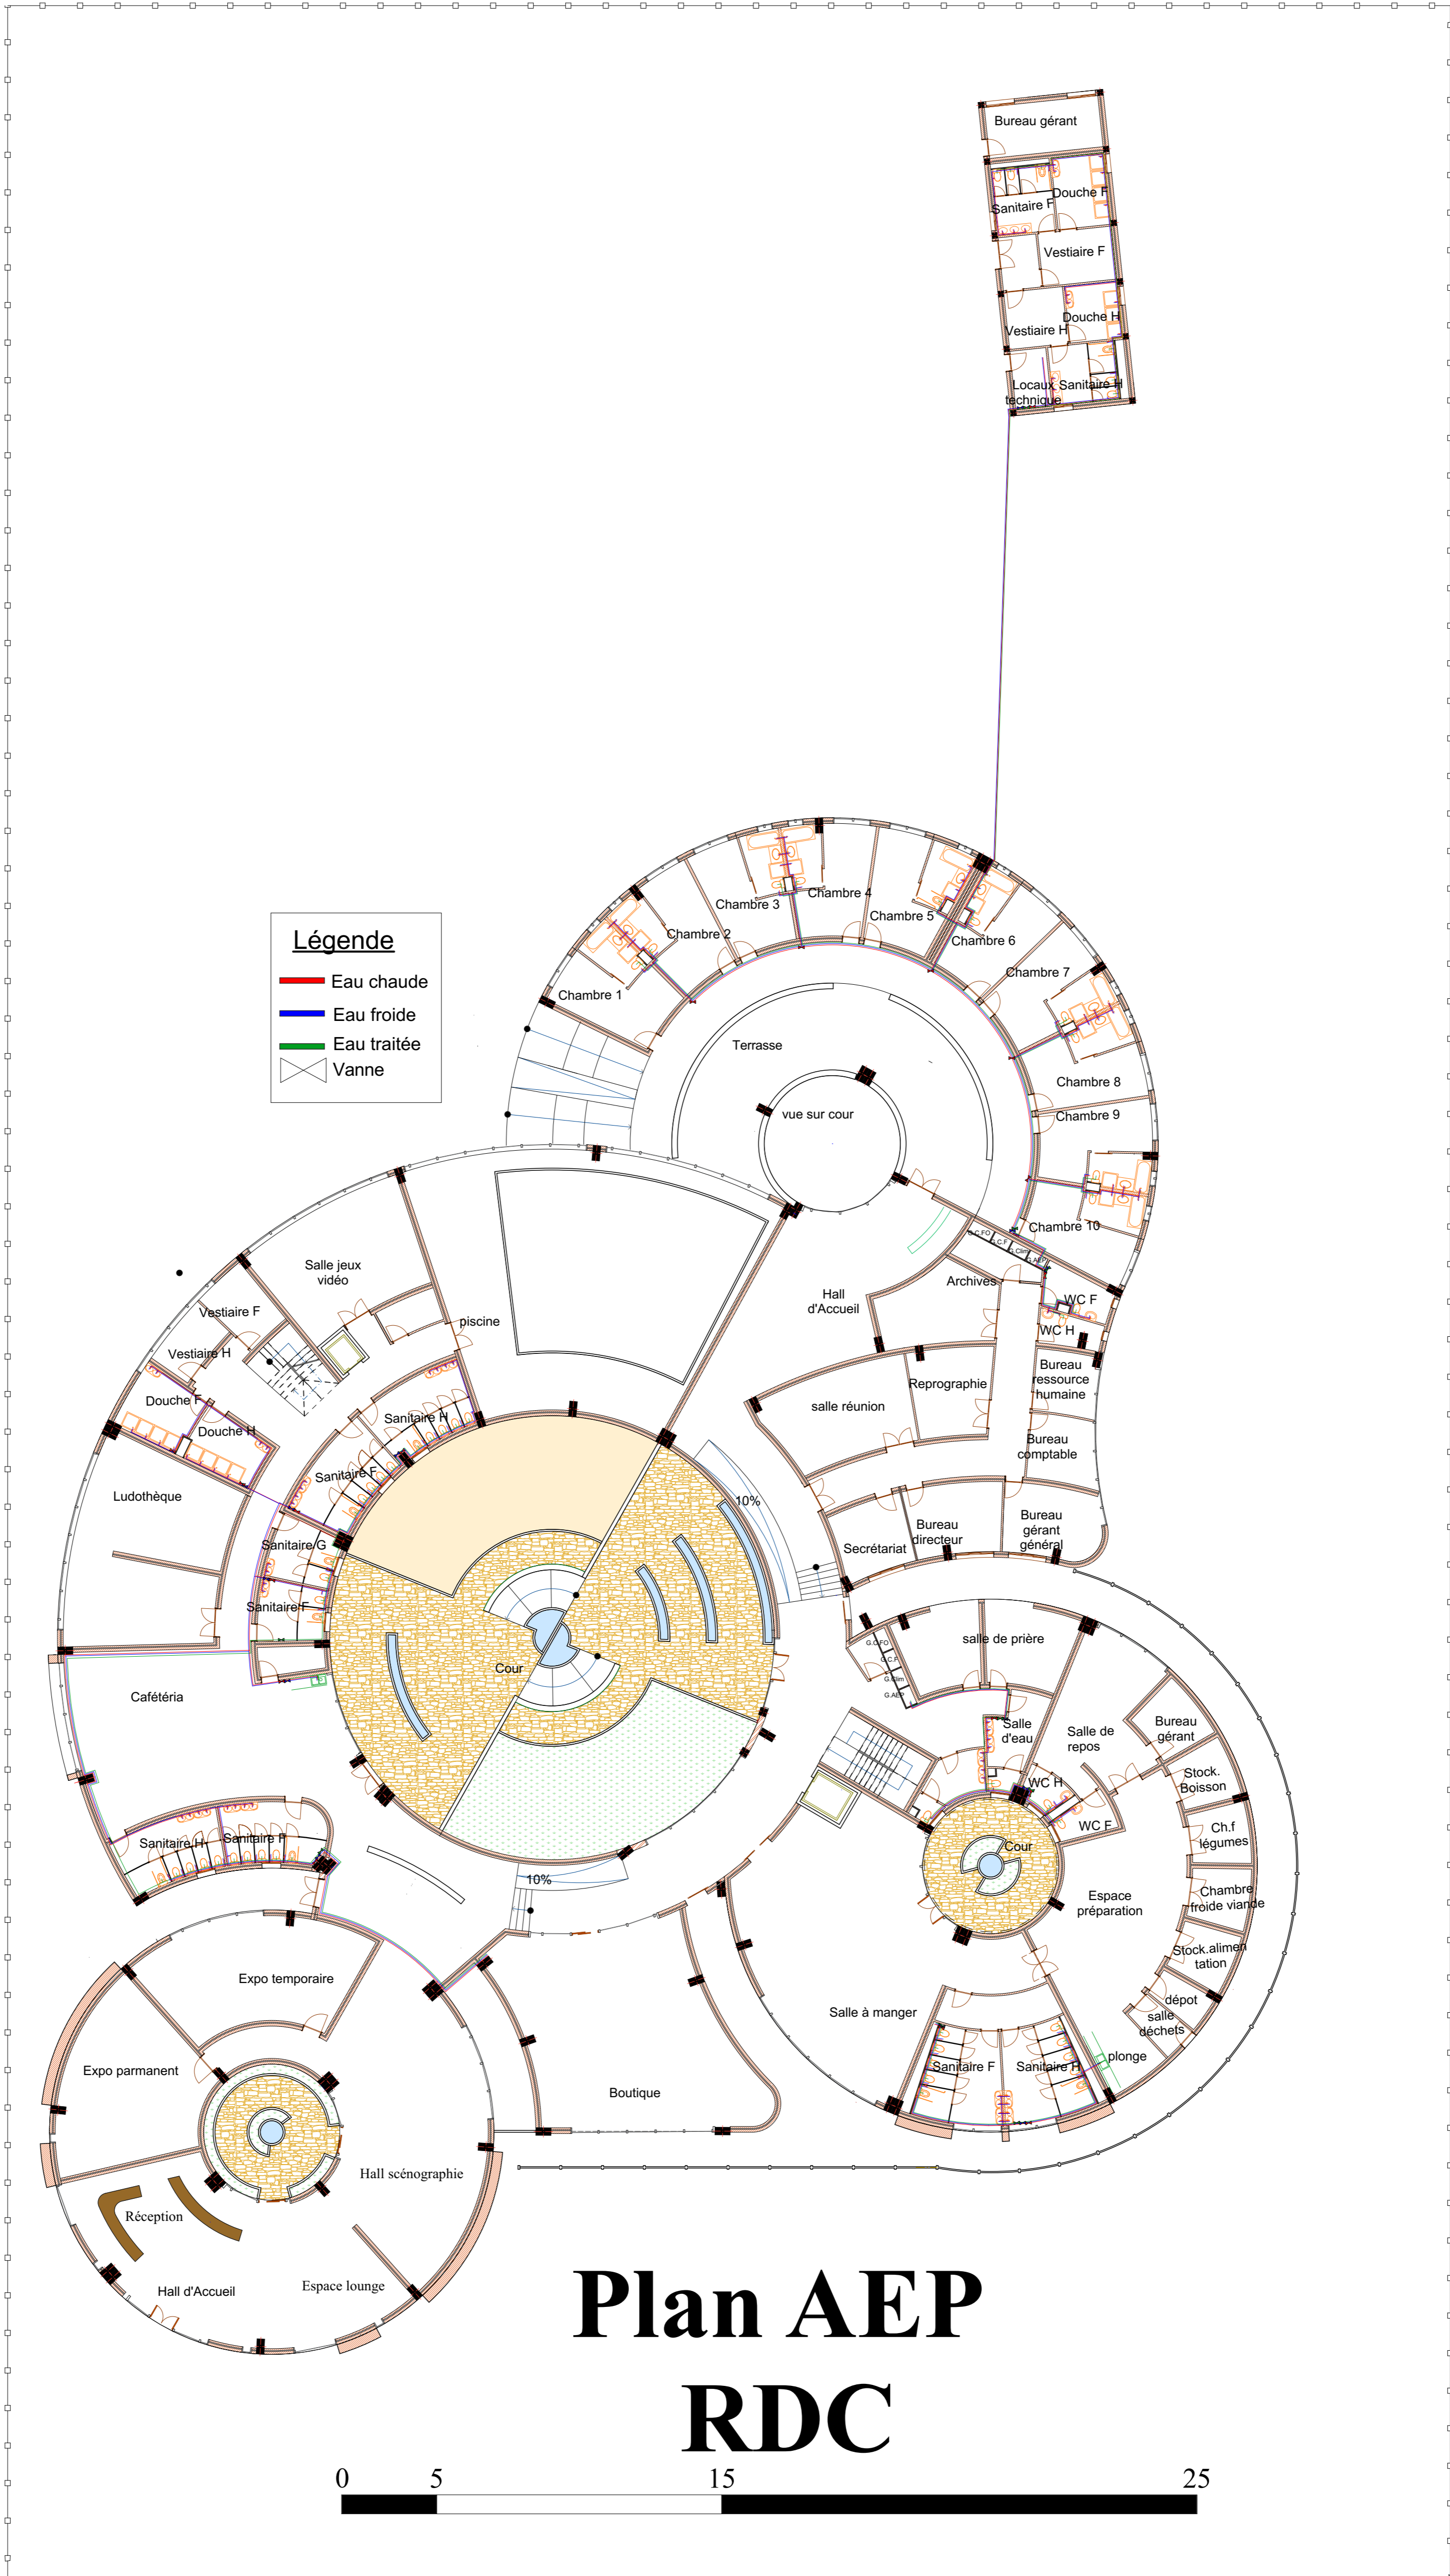 Bureau gérant
Douche F
Sanitaire F
Vestiaire F
Douche H
Vestiaire H
Locaux
technique
Sanitaire H
Chambre 4
Chambre 3
Chambre 5
Chambre 2
Chambre 6
Chambre 7
Chambre 1
Légende
Eau chaude
Eau froide
Eau traitée
Vanne
Terrasse
vue sur cour
Chambre 8
Chambre 9
Chambre 10
G.C.FO
G.C.F
G.Clim
G.AEP
Salle jeux
vidéo
Archives
Hall
d'Accueil
WC F
WC H
Vestiaire F
piscine
Vestiaire H
Bureau
ressource
humaine
Reprographie
salle réunion
Douche F
Douche H
Sanitaire H
Bureau
comptable
Sanitaire F
Ludothèque
10%
Bureau
gérant
général
Bureau
directeur
Secrétariat
Sanitaire G
Sanitaire F
salle de prière
G.C.FO
G.C.F
G.Clim
G.AEP
Cour
Cafétéria
Salle
d'eau
Salle de
repos
Bureau
gérant
Stock.
Boisson
WC H
WC F
Ch.f
légumes
Sanitaire H
Sanitaire F
Cour
10%
Espace
préparation
Chambre
froide viande
Stock.alimen
tation
Expo temporaire
dépot
salle
déchets
Salle à manger
plonge
Expo parmanent
Sanitaire F
Sanitaire H
Boutique
Hall scénographie
Réception
Espace lounge
Hall d'Accueil
Plan AEP
RDC
0 5 15 25